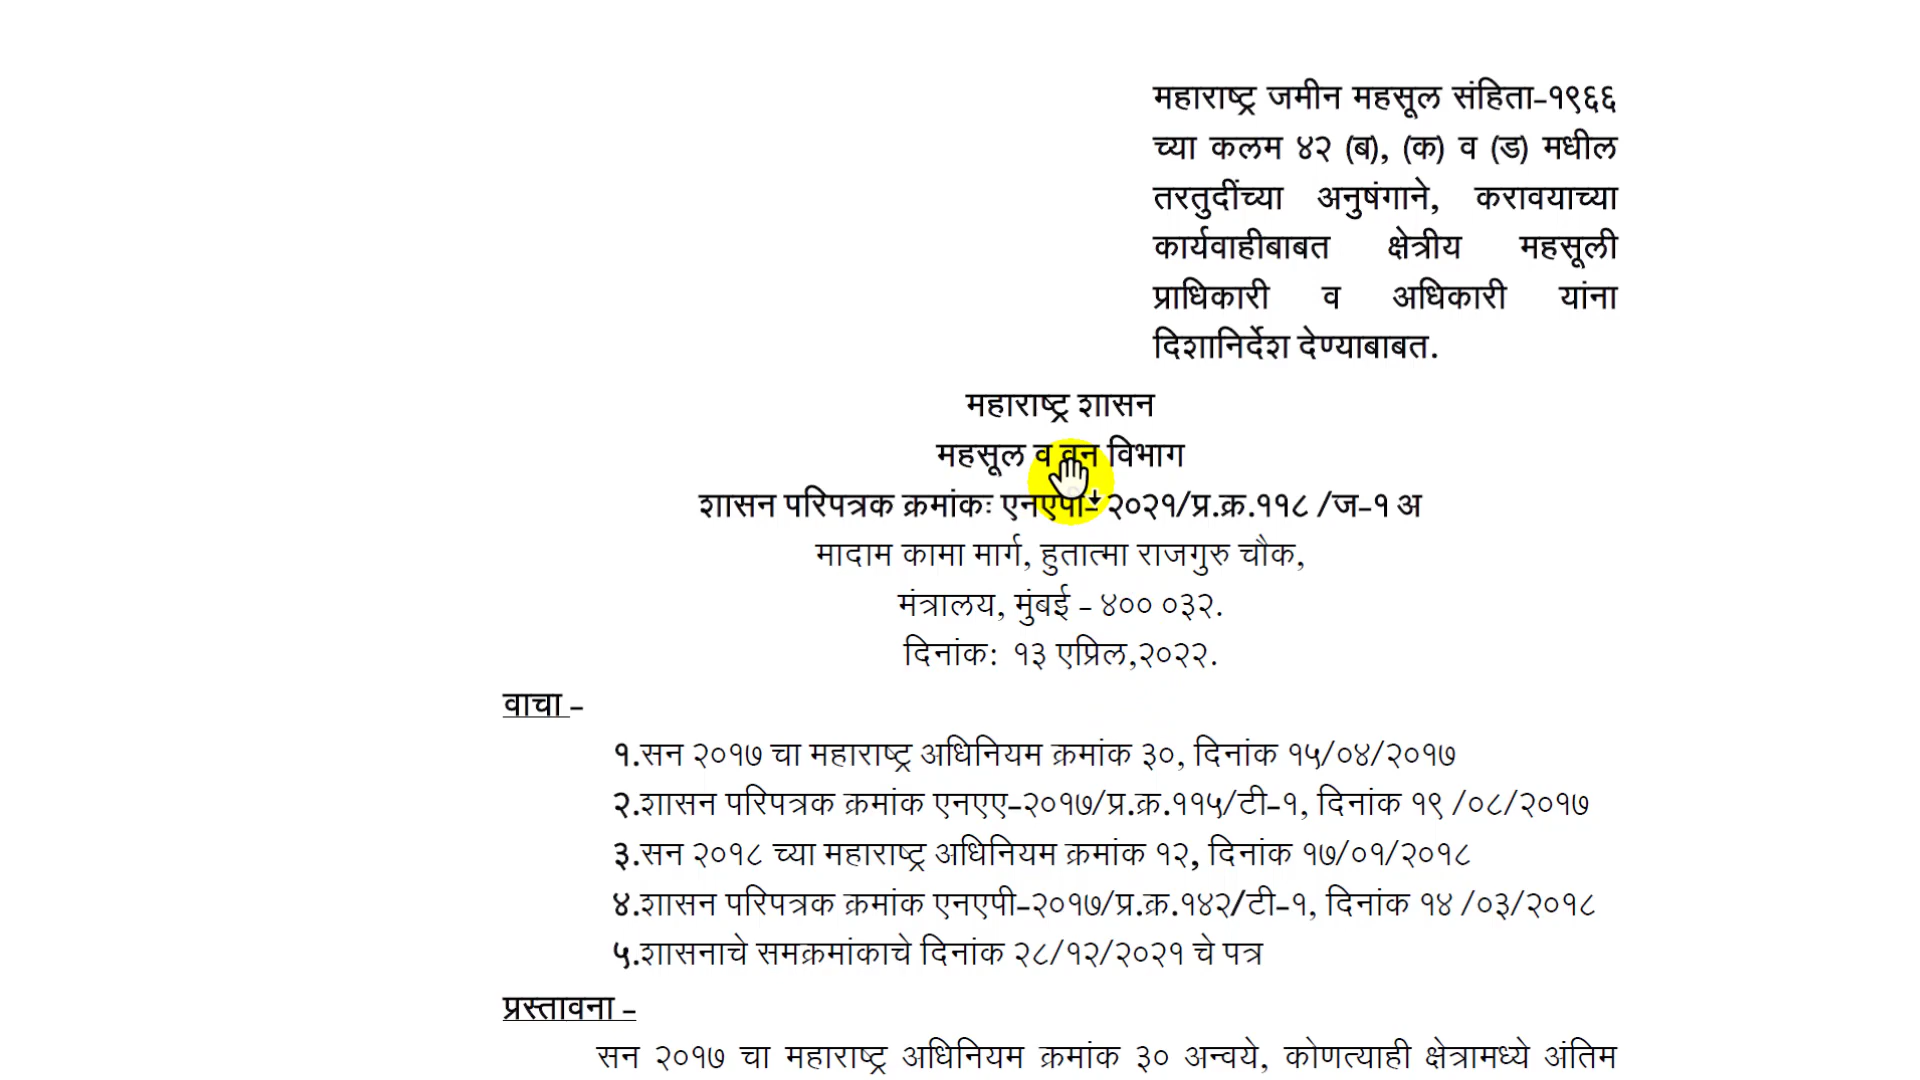 महाराष्ट्र जमीन महसूल संहिता-१९६६
च्या कलम ४२ (ब), (क) व (ड) मधील
तरतुदींच्या अनुषंगाने, करावयाच्या
कार्यवाहीबाबत क्षेत्रीय महसूली
प्राधिकारी व अधिकारी यांना
दिशानिर्देश देण्याबाबत.
महाराष्ट्र शासन
महसूल व वन विभाग
शासन परिपत्रक क्रमांकः एनएपी- २०२१/प्र.क्र.११८ /ज-१ अ
मादाम कामा मार्ग, हुतात्मा राजगुरु चौक,
मंत्रालय, मुंबई - ४०० ०३२.
दिनांक: १३ एप्रिल,२०२२.
वाचा -
१.सन २०१७ चा महाराष्ट्र अधिनियम क्रमांक ३०, दिनांक १५/०४/२०१७
२.शासन परिपत्रक क्रमांक एनएए-२०१७/प्र.क्र.११५/टी-१, दिनांक १९ /०८/२०१७
३.सन २०१८ च्या महाराष्ट्र अधिनियम क्रमांक १२, दिनांक १७/०१/२०१८
४.शासन परिपत्रक क्रमांक एनएपी-२०१७/प्र.क्र.१४२/टी-१, दिनांक १४ /०३/२०१८
५.शासनाचे समक्रमांकाचे दिनांक २८/१२/२०२१ चे पत्र
प्रस्तावना -
सन २०१७ चा महाराष्ट्र अधिनियम क्रमांक ३० अन्वये, कोणत्याही क्षेत्रामध्ये अंतिम